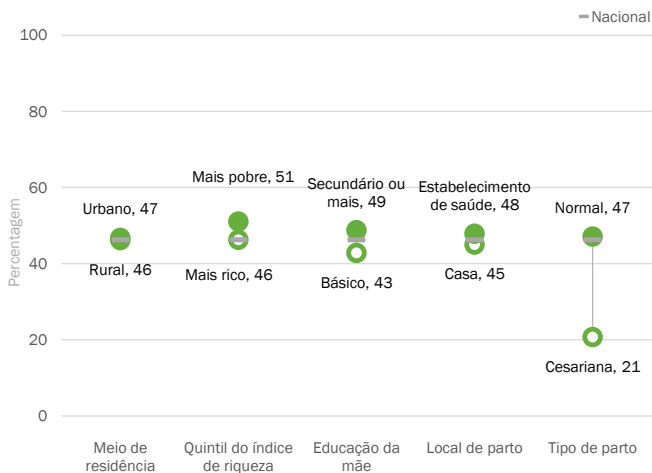 Nacional
100
80
60
40
20
0
Percentagem
Urbano, 47
Rural, 46
Mais pobre, 51
Mais rico, 46
Secundário ou
mais, 49
Básico, 43
Estabelecimento
de saúde, 48
Casa, 45
Normal, 47
Cesariana, 21
Meio de
residência
Quintil do índice
de riqueza
Educação da
mãe
Local de parto
Tipo de parto